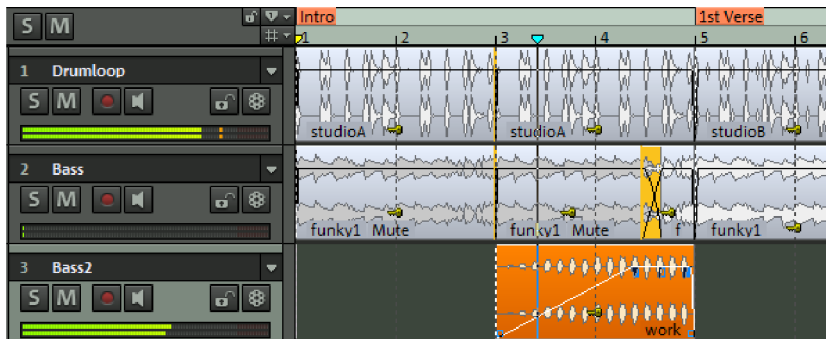 S M Intro 1st Verse
1 2 3 4 5 6
1 Drumloop
S M
studioA studioA studioB
2 Bass
S M
funky1 Mute funky1 Mute f funky1
3 Bass2
S M
work